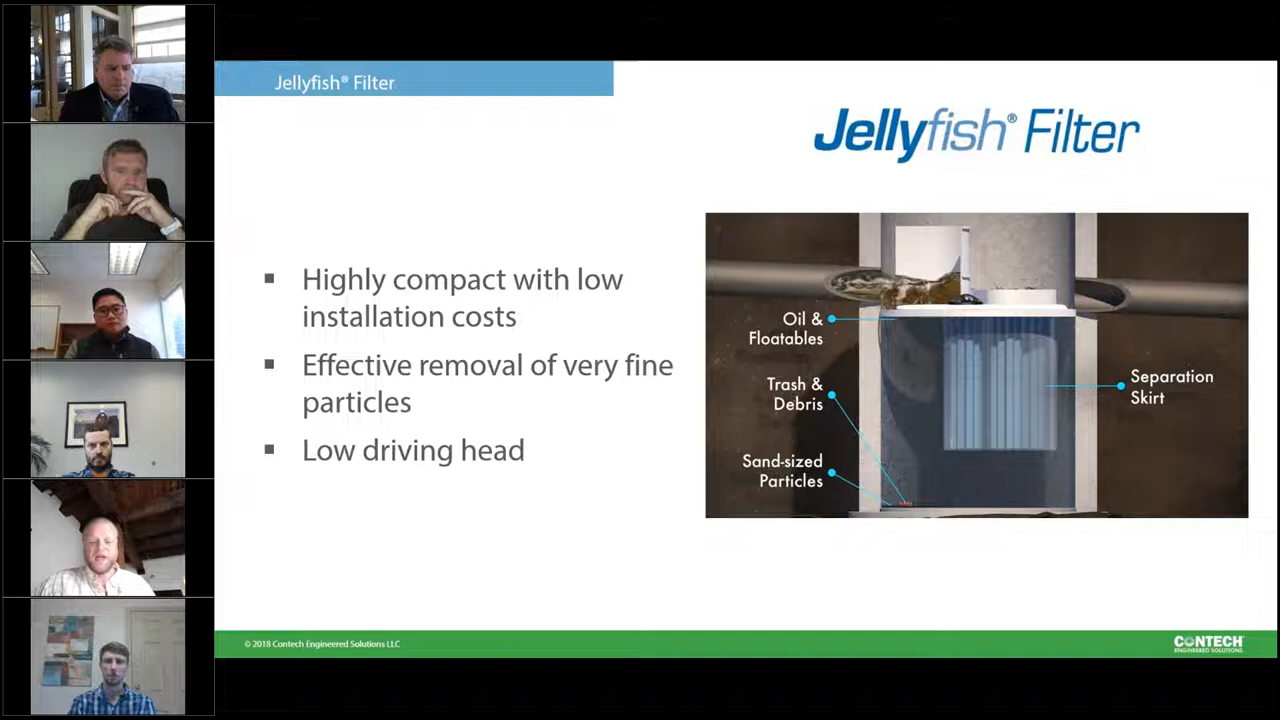 Jellyfish® Filter
Jellyfish® Filter
▪ Highly compact with low
installation costs
▪ Effective removal of very fine
particles
▪ Low driving head
Oil &
Floatables
Trash &
Debris
Sand-sized
Particles
Separation
Skirt
© 2018 Contech Engineered Solutions LLC
CONTECH
ENGINEERED SOLUTIONS